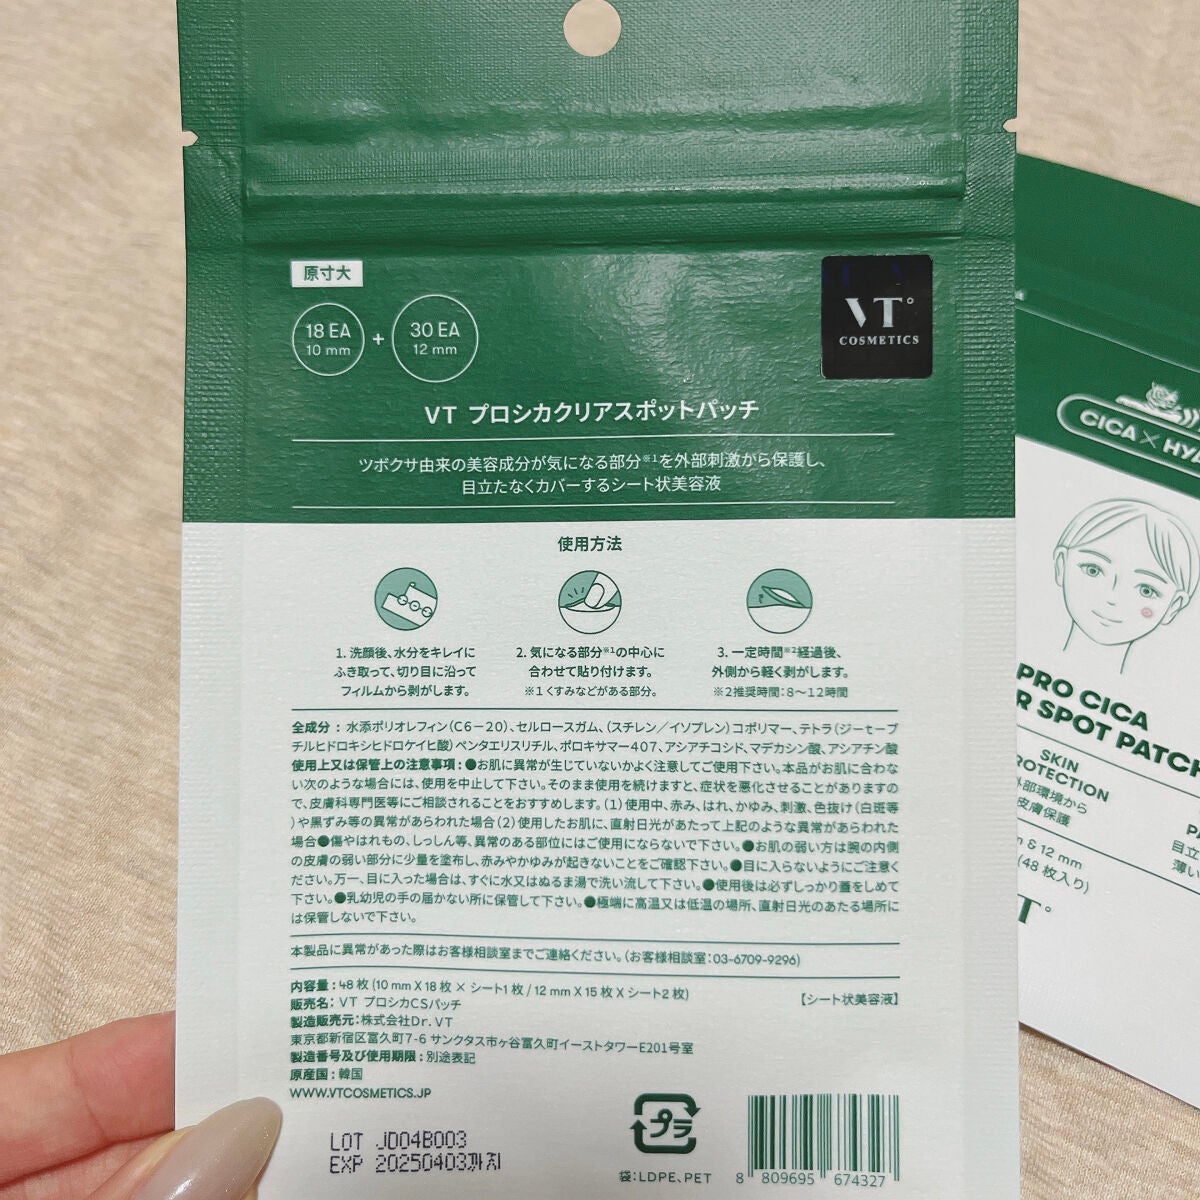 原寸大
18 EA
10 mm
+
30 EA
12 mm
VT°
COSMETICS
VT プロシカクリアスポットパッチ
ツボクサ由来の美容成分が気になる部分※1を外部刺激から保護し、
目立たなくカバーするシート状美容液
使用方法
1. 洗顔後、水分をキレイに
ふき取って、切り目に沿って
フィルムから剥がします。
2. 気になる部分※1の中心に
合わせて貼り付けます。
※1 くすみなどがある部分。
3. 一定時間※2経過後、
外側から軽く剥がします。
※2推奨時間：8〜12時間
全成分：水添ポリオレフィン(C6-20)、セルロースガム、(スチレン／イソプレン)コポリマー、テトラ(ジ-t-ブ
チルヒドロキシヒドロケイヒ酸)ペンタエリスリチル、ポロキサマー407、アシアチコシド、マデカシン酸、アシアチン酸
使用上又は保管上の注意事項：●お肌に異常が生じていないかよく注意してご使用下さい。本品がお肌に合わな
い次のような場合には、使用を中止して下さい。そのまま使用を続けますと、症状を悪化させることがありますの
で、皮膚科専門医等にご相談されることをおすすめします。(1)使用中、赤み、はれ、かゆみ、刺激、色抜け(白斑等
)や黒ずみ等の異常があらわれた場合(2)使用したお肌に、直射日光があたって上記のような異常があらわれた
場合●傷やはれもの、しっしん等、異常のある部位にはご使用にならないで下さい。●お肌の弱い方は腕の内側
の皮膚の弱い部分に少量を塗布し、赤みやかゆみが起きないことをご確認下さい。●目に入らないようにご注意く
ださい。万一、目に入った場合は、すぐに水又はぬるま湯で洗い流して下さい。●使用後は必ずしっかり蓋をしめて
下さい。●乳幼児の手の届かない所に保管して下さい。●極端に高温又は低温の場所、直射日光のあたる場所に
は保管しないで下さい。
本製品に異常があった際はお客様相談室までご連絡ください。(お客様相談室：03-6709-9296)
内容量：48 枚 (10 mm X 18 枚 × シート1 枚 / 12 mm X 15 枚 X シート2 枚)
【シート状美容液】
販売名：VT プロシカCSパッチ
製造販売元：株式会社Dr. VT
東京都新宿区富久町7-6 サンクタス市ヶ谷富久町イーストタワーE201号室
製造番号及び使用期限：別途表記
原産国：韓国
WWW.VTCOSMETICS.JP
LOT JD04B003
EXP 20250403까지
プラ
袋：LDPE、PET
8 809695 674327
CICA × HYA
PRO CICA
R SPOT PATCH
SKIN
ROTECTION
外部環境から
皮膚保護
& 12 mm
(48 枚入り)
T°
PA
目立
薄い